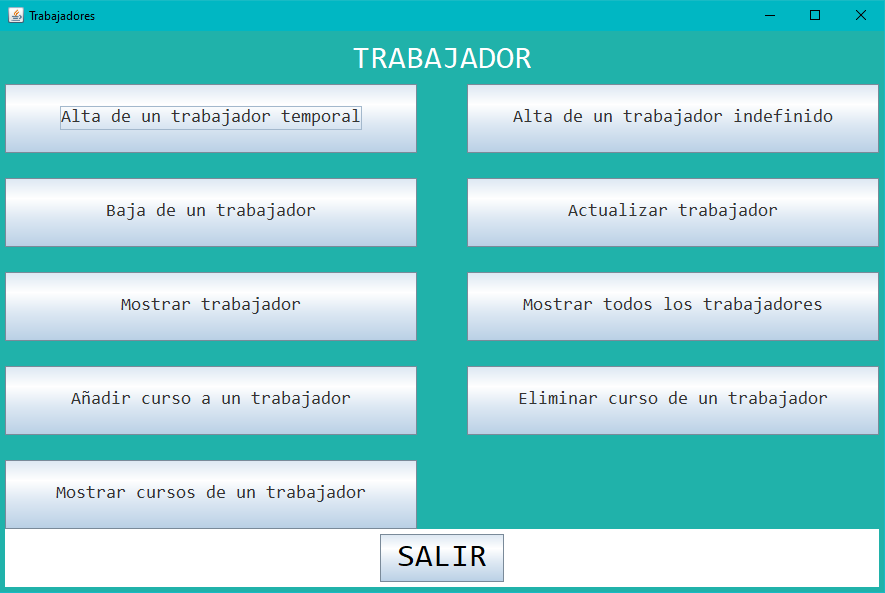 Trabajadores
TRABAJADOR
Alta de un trabajador temporal
Alta de un trabajador indefinido
Baja de un trabajador
Actualizar trabajador
Mostrar trabajador
Mostrar todos los trabajadores
Añadir curso a un trabajador
Eliminar curso de un trabajador
Mostrar cursos de un trabajador
SALIR